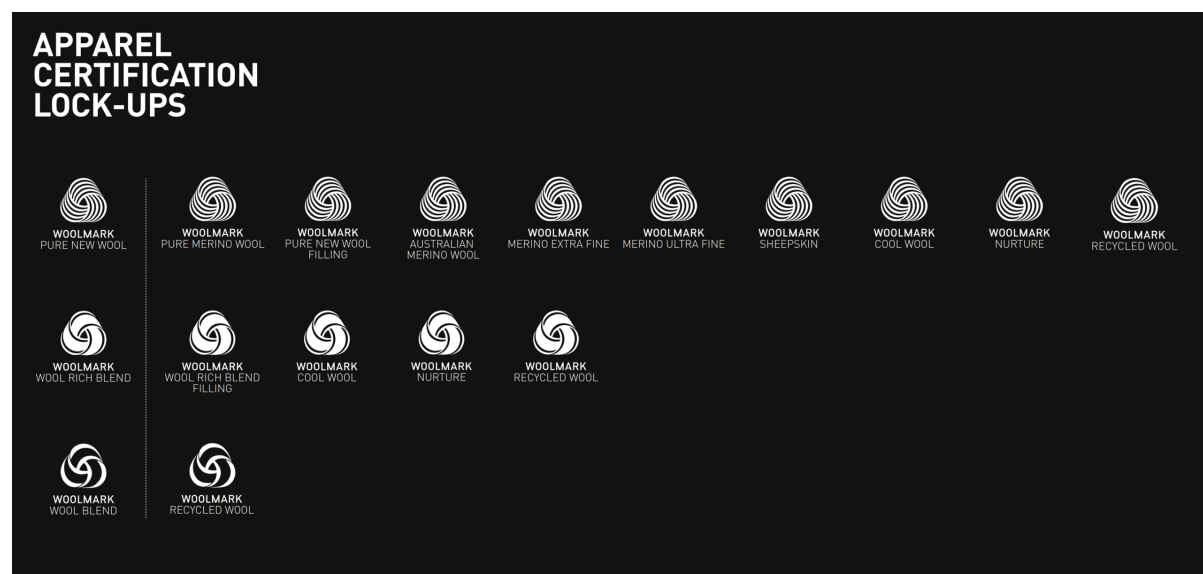 APPAREL
CERTIFICATION
LOCK-UPS
WOOLMARK
PURE NEW WOOL
WOOLMARK
PURE MERINO WOOL
WOOLMARK
PURE NEW WOOL
FILLING
WOOLMARK
AUSTRALIAN
MERINO WOOL
WOOLMARK
MERINO EXTRA FINE
WOOLMARK
MERINO ULTRA FINE
WOOLMARK
SHEEPSKIN
WOOLMARK
COOL WOOL
WOOLMARK
NURTURE
WOOLMARK
RECYCLED WOOL
WOOLMARK
WOOL RICH BLEND
WOOLMARK
WOOL RICH BLEND
FILLING
WOOLMARK
COOL WOOL
WOOLMARK
NURTURE
WOOLMARK
RECYCLED WOOL
WOOLMARK
WOOL BLEND
WOOLMARK
RECYCLED WOOL